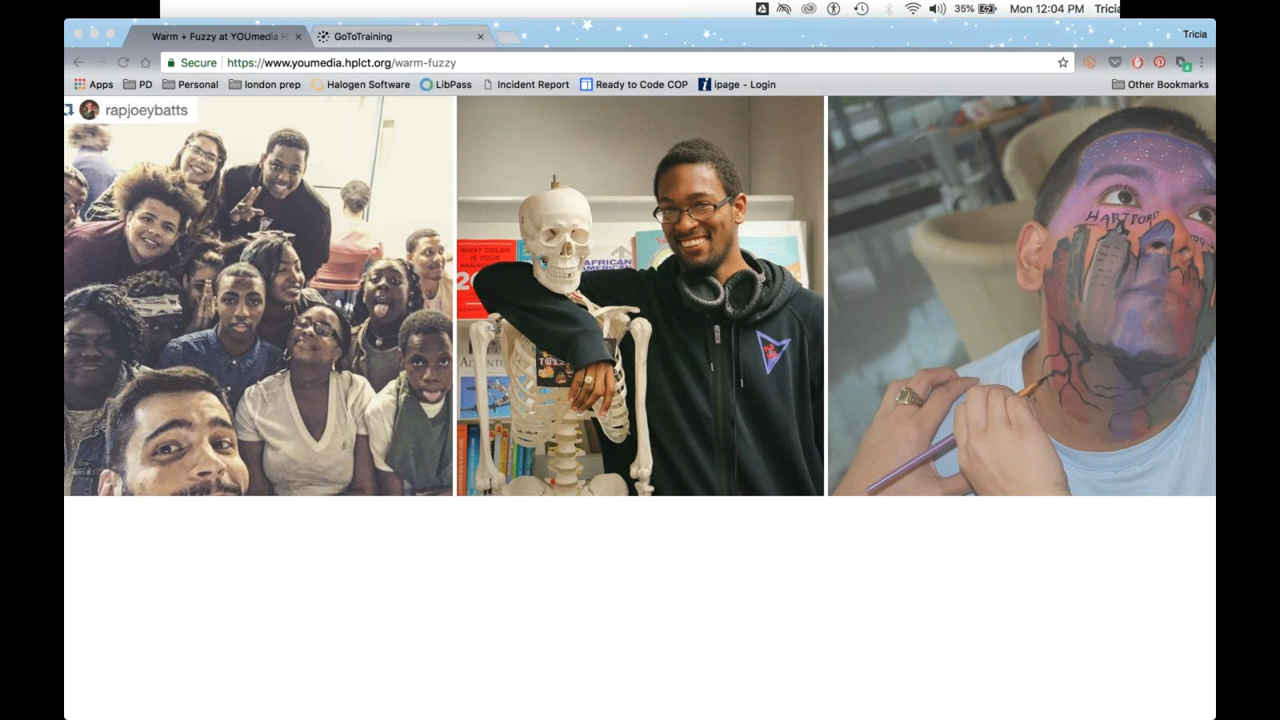 35% Mon 12:04 PM Tricia
Warm + Fuzzy at YOUmedia H
GoToTraining
Tricia
Secure https://www.youmedia.hplct.org/warm-fuzzy
Apps PD Personal london prep Halogen Software LibPass Incident Report Ready to Code COP ipage - Login Other Bookmarks
rapjoeybatts
WHAT COLOR
IS YOUR
20
AFRICAN
AMERICAN
HARTFORD